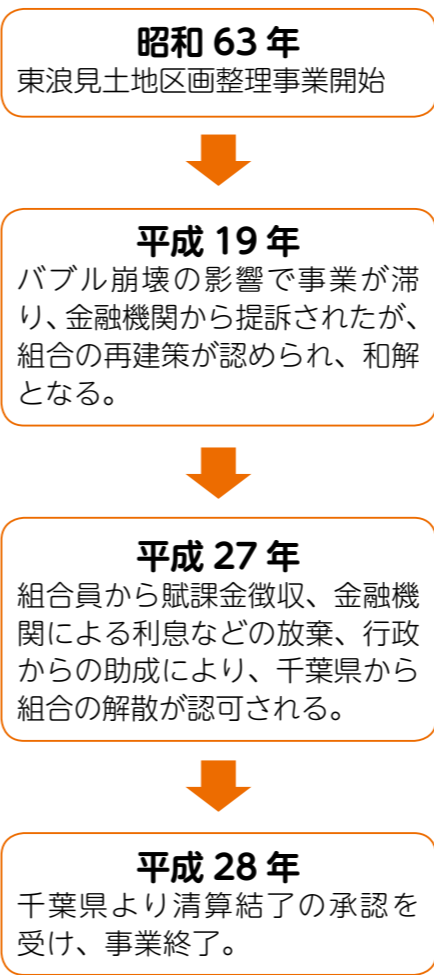 昭和 63 年
東浪見土地区画整理事業開始
平成 19 年
バブル崩壊の影響で事業が滞
り、金融機関から提訴されたが、
組合の再建策が認められ、和解
となる。
平成 27 年
組合員から賦課金徴収、金融機
関による利息などの放棄、行政
からの助成により、千葉県から
組合の解散が認可される。
平成 28 年
千葉県より清算結了の承認を
受け、事業終了。